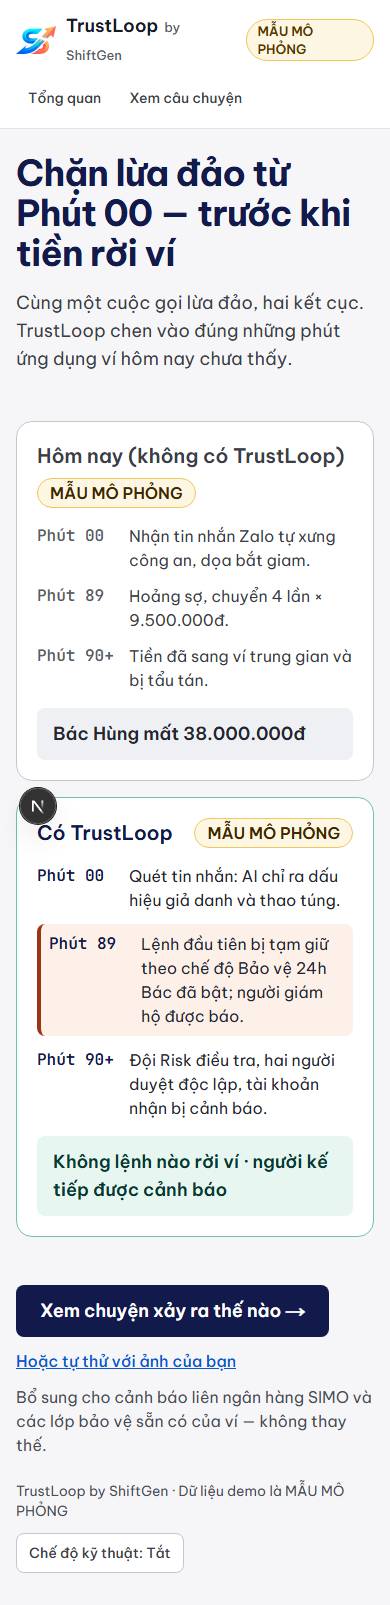 TrustLoop by
ShiftGen
MẪU MÔ
PHỎNG
Tổng quan
Xem câu chuyện
Chặn lừa đảo từ
Phút 00 — trước khi
tiền rời ví
Cùng một cuộc gọi lừa đảo, hai kết cục.
TrustLoop chen vào đúng những phút
ứng dụng ví hôm nay chưa thấy.
Hôm nay (không có TrustLoop)
MẪU MÔ PHỎNG
Phút 00 Nhận tin nhắn Zalo tự xưng
công an, dọa bắt giam.
Phút 89 Hoảng sợ, chuyển 4 lần ×
9.500.000đ.
Phút 90+ Tiền đã sang ví trung gian và
bị tẩu tán.
Bác Hùng mất 38.000.000đ
N
Có TrustLoop MẪU MÔ PHỎNG
Phút 00 Quét tin nhắn: AI chỉ ra dấu
hiệu giả danh và thao túng.
Phút 89 Lệnh đầu tiên bị tạm giữ
theo chế độ Bảo vệ 24h
Bác đã bật; người giám
hộ được báo.
Phút 90+ Đội Risk điều tra, hai người
duyệt độc lập, tài khoản
nhận bị cảnh báo.
Không lệnh nào rời ví · người kế
tiếp được cảnh báo
Xem chuyện xảy ra thế nào →
Hoặc tự thử với ảnh của bạn
Bổ sung cho cảnh báo liên ngân hàng SIMO và
các lớp bảo vệ sẵn có của ví — không thay
thế.
TrustLoop by ShiftGen · Dữ liệu demo là MẪU MÔ
PHỎNG
Chế độ kỹ thuật: Tắt